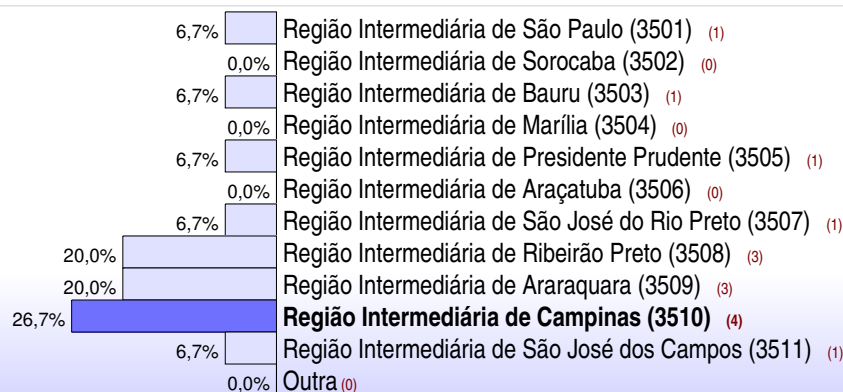 6,7% Região Intermediária de São Paulo (3501) (1)
0,0% Região Intermediária de Sorocaba (3502) (0)
6,7% Região Intermediária de Bauru (3503) (1)
0,0% Região Intermediária de Marília (3504) (0)
6,7% Região Intermediária de Presidente Prudente (3505) (1)
0,0% Região Intermediária de Araçatuba (3506) (0)
6,7% Região Intermediária de São José do Rio Preto (3507) (1)
20,0% Região Intermediária de Ribeirão Preto (3508) (3)
20,0% Região Intermediária de Araraquara (3509) (3)
26,7% Região Intermediária de Campinas (3510) (4)
6,7% Região Intermediária de São José dos Campos (3511) (1)
0,0% Outra (0)